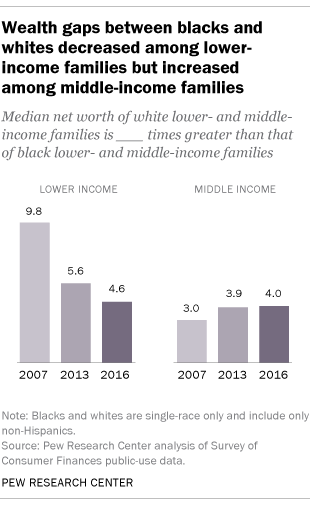 Wealth gaps between blacks and
whites decreased among lower-
income families but increased
among middle-income families
Median net worth of white lower- and middle-
income families is ___ times greater than that
of black lower- and middle-income families
LOWER INCOME
9.8
5.6
4.6
2007 2013 2016
MIDDLE INCOME
3.0
3.9
4.0
2007 2013 2016
Note: Blacks and whites are single-race only and include only
non-Hispanics.
Source: Pew Research Center analysis of Survey of
Consumer Finances public-use data.
PEW RESEARCH CENTER